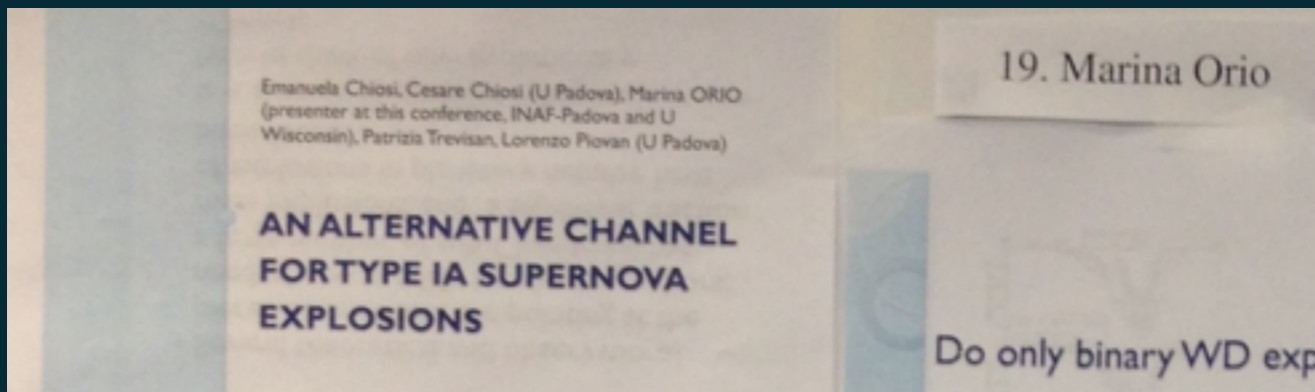 Emanuela Chiosi, Cesare Chiosi (U Padova), Marina ORIO
(presenter at this conference, INAF-Padova and U
Wisconsin), Patrizia Trevisan, Lorenzo Piovan (U Padova)
AN ALTERNATIVE CHANNEL
FOR TYPE IA SUPERNOVA
EXPLOSIONS
19. Marina Orio
Do only binary WD exp